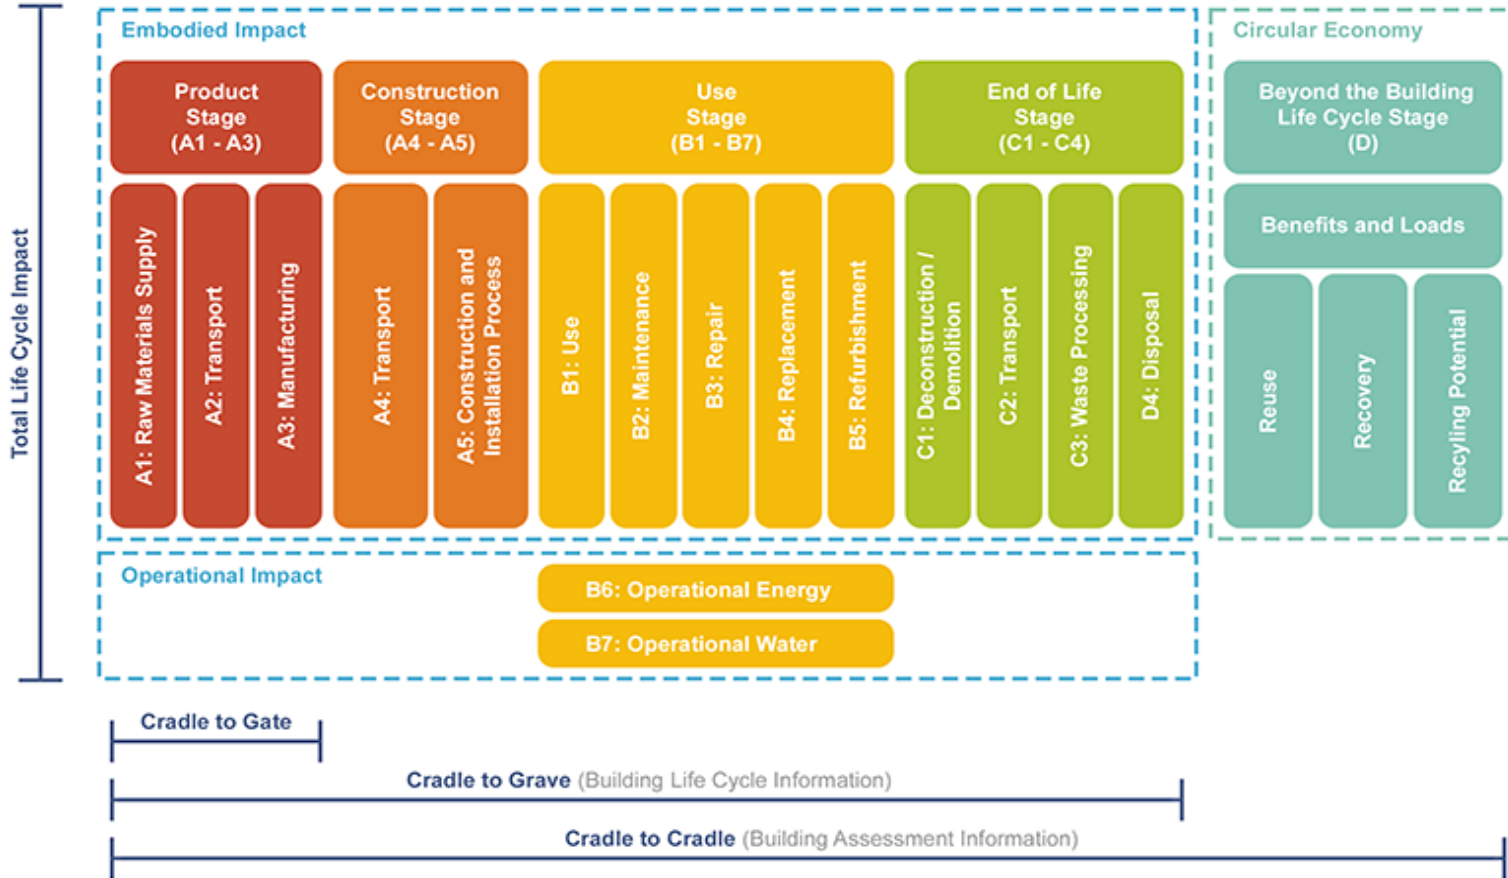 Total Life Cycle Impact
Embodied Impact
Product
Stage
(A1 - A3)
A1: Raw Materials Supply
A2: Transport
A3: Manufacturing
Construction
Stage
(A4 - A5)
A4: Transport
A5: Construction and
Installation Process
Use
Stage
(B1 - B7)
B1: Use
B2: Maintenance
B3: Repair
B4: Replacement
B5: Refurbishment
End of Life
Stage
(C1 - C4)
C1: Deconstruction /
Demolition
C2: Transport
C3: Waste Processing
D4: Disposal
Circular Economy
Beyond the Building
Life Cycle Stage
(D)
Benefits and Loads
Reuse
Recovery
Recyling Potential
Operational Impact
B6: Operational Energy
B7: Operational Water
Cradle to Gate
Cradle to Grave (Building Life Cycle Information)
Cradle to Cradle (Building Assessment Information)